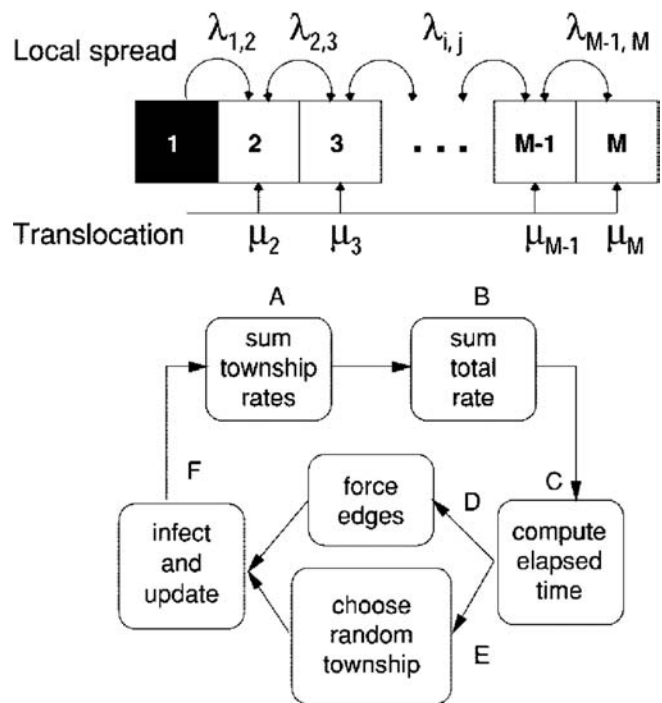 Local spread
λ1,2 λ2,3 λi,j λM-1, M
1 2 3 . . . M-1 M
Translocation
μ2 μ3 μM-1 μM
A
sum
township
rates
B
sum
total
rate
C
compute
elapsed
time
D
force
edges
E
choose
random
township
F
infect
and
update